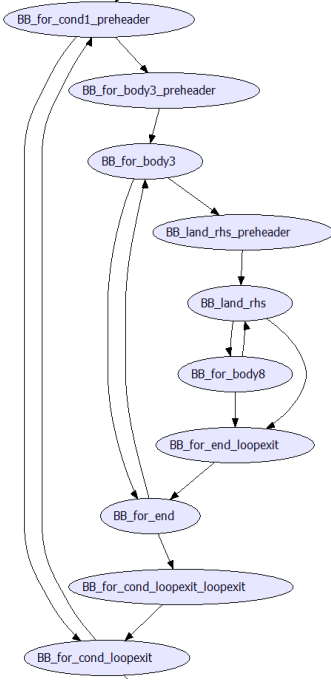 BB_for_cond1_preheader
BB_for_body3_preheader
BB_for_body3
BB_land_rhs_preheader
BB_land_rhs
BB_for_body8
BB_for_end_loopexit
BB_for_end
BB_for_cond_loopexit_loopexit
BB_for_cond_loopexit